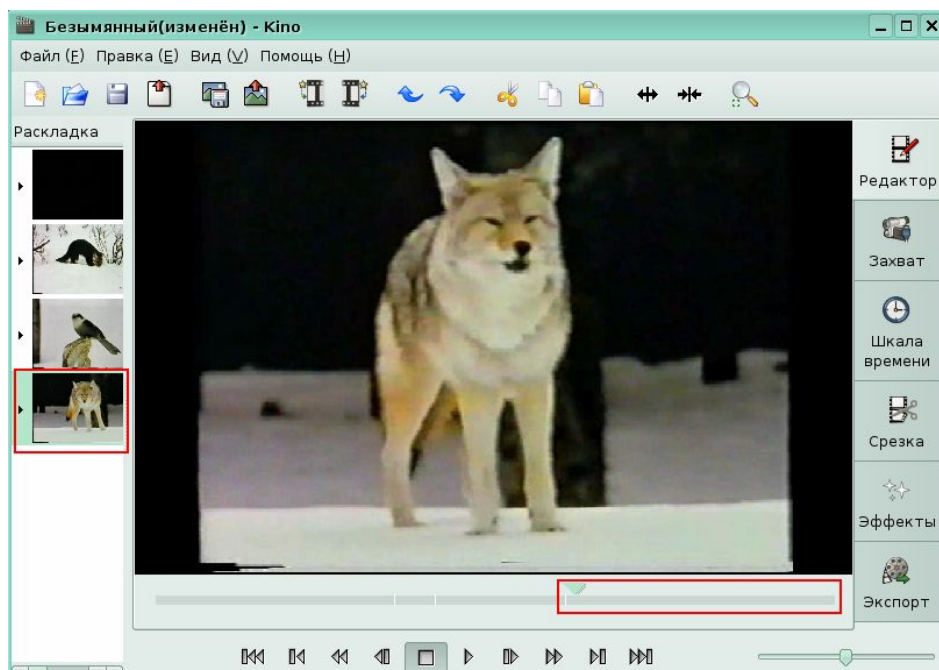 Безымянный(изменён) - Kino
Файл (F) Правка (E) Вид (V) Помощь (H)
Раскладка
Редактор
Захват
Шкала
времени
Срезка
Эффекты
Экспорт